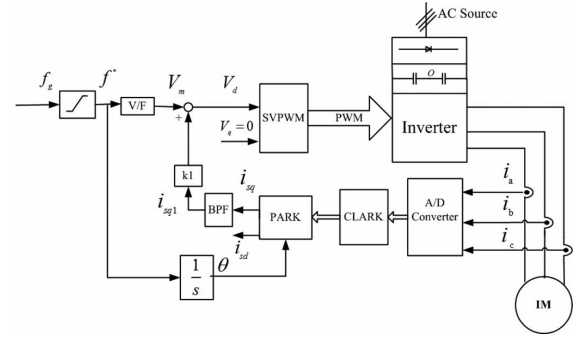 AC Source
f_g
f*
V/F
V_m
+
V_d
V_q = 0
SVPWM
PWM
O
Inverter
k1
i_sq1
BPF
i_sq
i_sd
PARK
CLARK
A/D
Converter
i_a
i_b
i_c
1
s
θ
IM